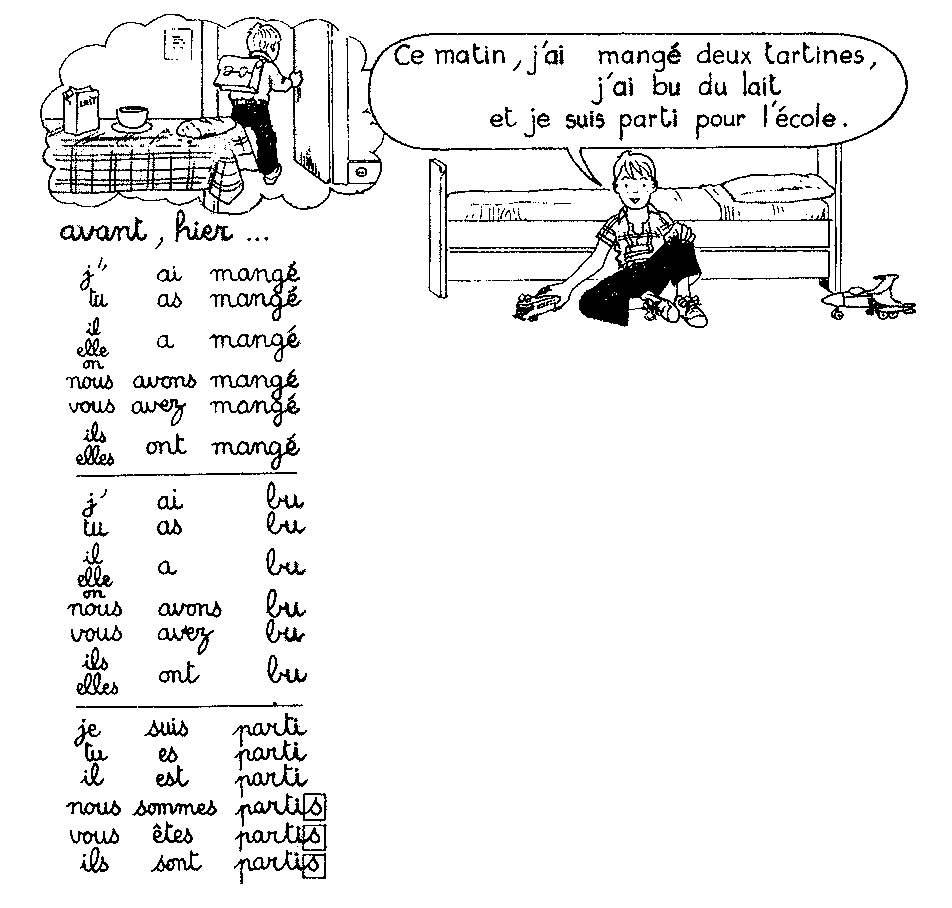 LAIT
Ce matin, j'ai mangé deux tartines,
j'ai bu du lait
et je suis parti pour l'école.
avant, hier ...
j' ai mangé
tu as mangé
il
elle a mangé
on
nous avons mangé
vous avez mangé
ils
elles ont mangé
j' ai bu
tu as bu
il
elle a bu
on
nous avons bu
vous avez bu
ils
elles ont bu
je suis parti
tu es parti
il est parti
nous sommes partis
vous êtes partis
ils sont partis